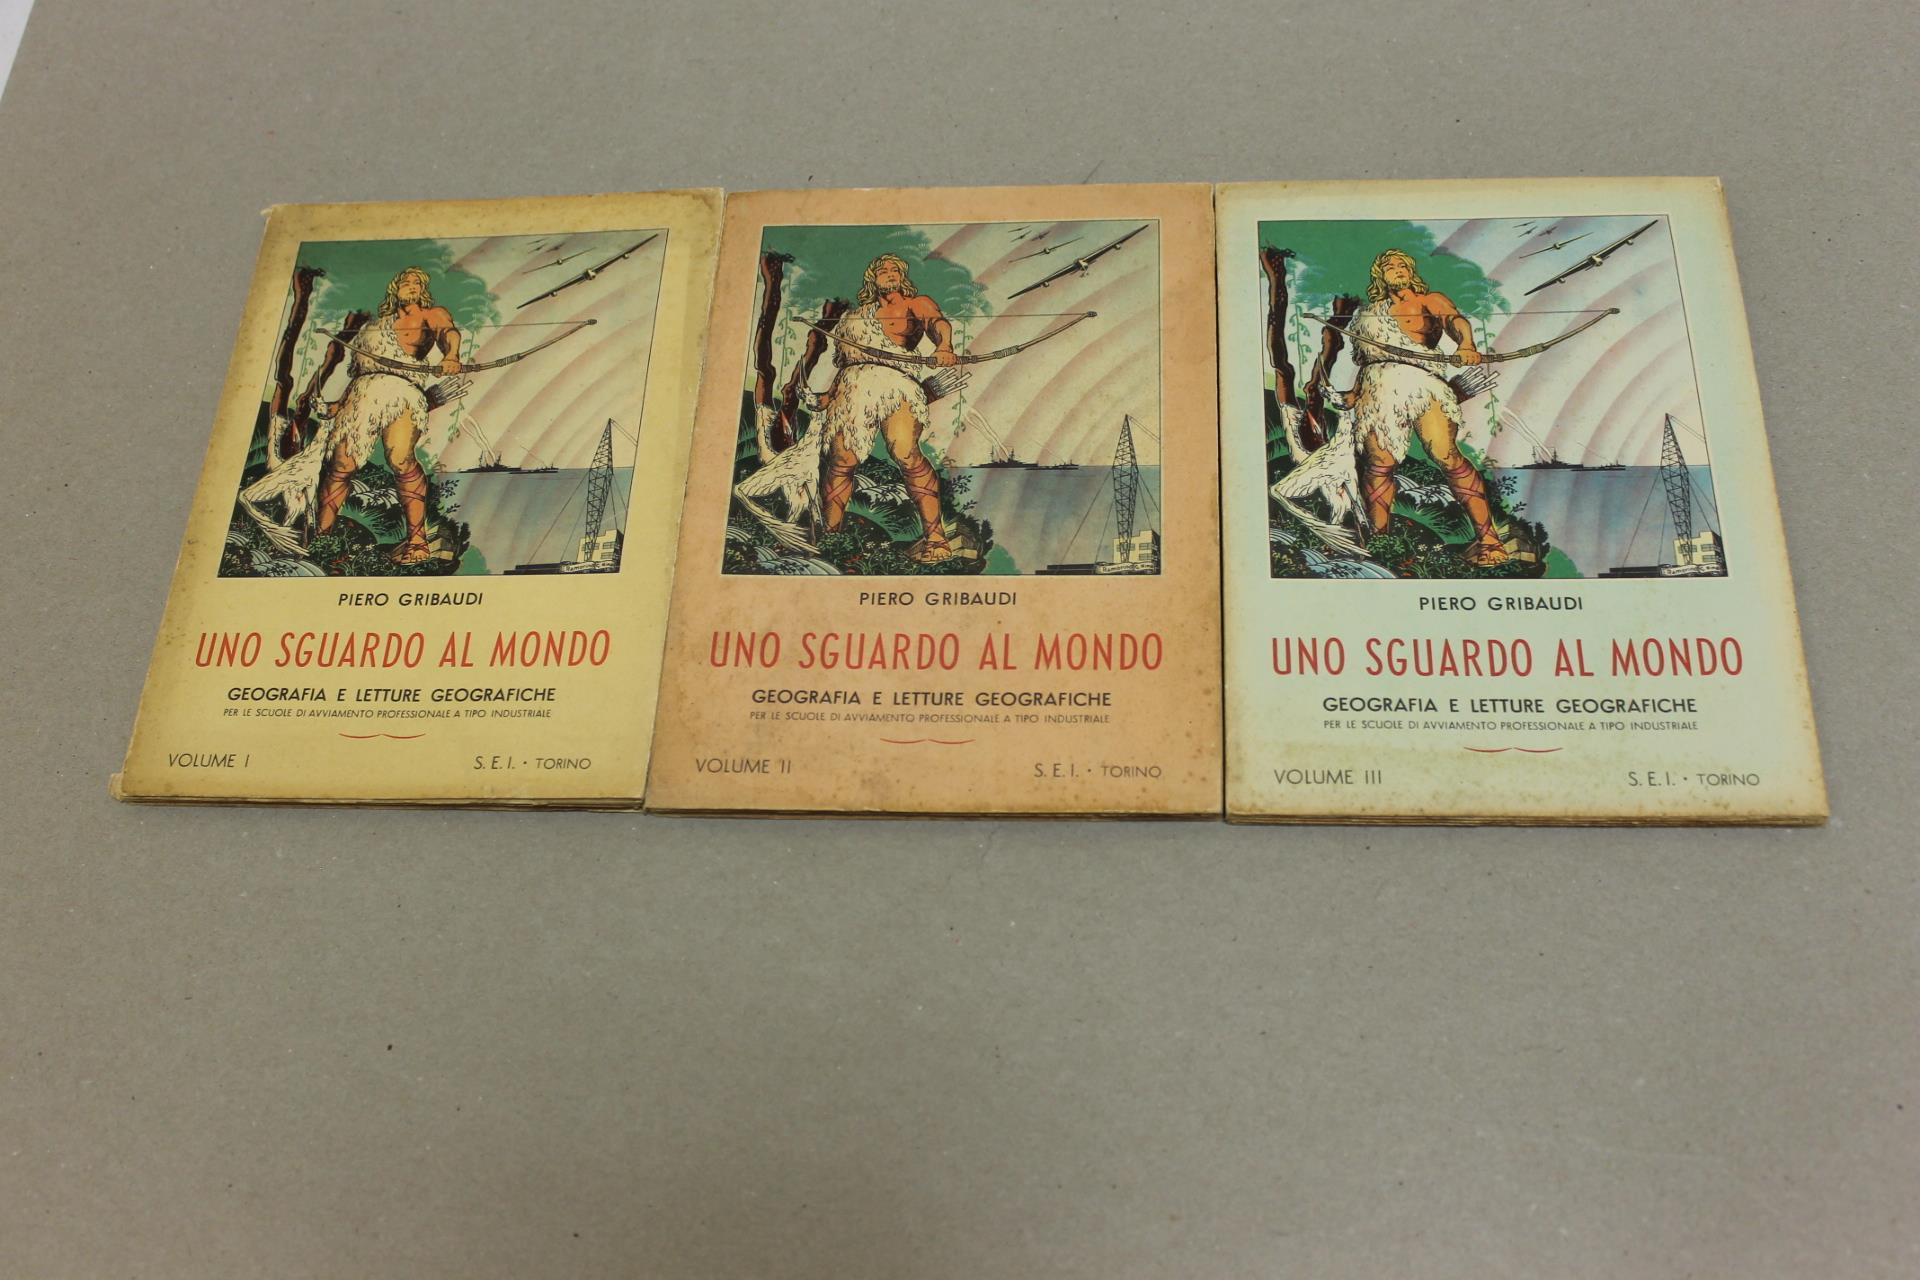 PIERO GRIBAUDI
UNO SGUARDO AL MONDO
GEOGRAFIA E LETTURE GEOGRAFICHE
PER LE SCUOLE DI AVVIAMENTO PROFESSIONALE A TIPO INDUSTRIALE
VOLUME I
S. E. I. • TORINO
PIERO GRIBAUDI
UNO SGUARDO AL MONDO
GEOGRAFIA E LETTURE GEOGRAFICHE
PER LE SCUOLE DI AVVIAMENTO PROFESSIONALE A TIPO INDUSTRIALE
VOLUME II
S. E. I. • TORINO
PIERO GRIBAUDI
UNO SGUARDO AL MONDO
GEOGRAFIA E LETTURE GEOGRAFICHE
PER LE SCUOLE DI AVVIAMENTO PROFESSIONALE A TIPO INDUSTRIALE
VOLUME III
S. E. I. • TORINO